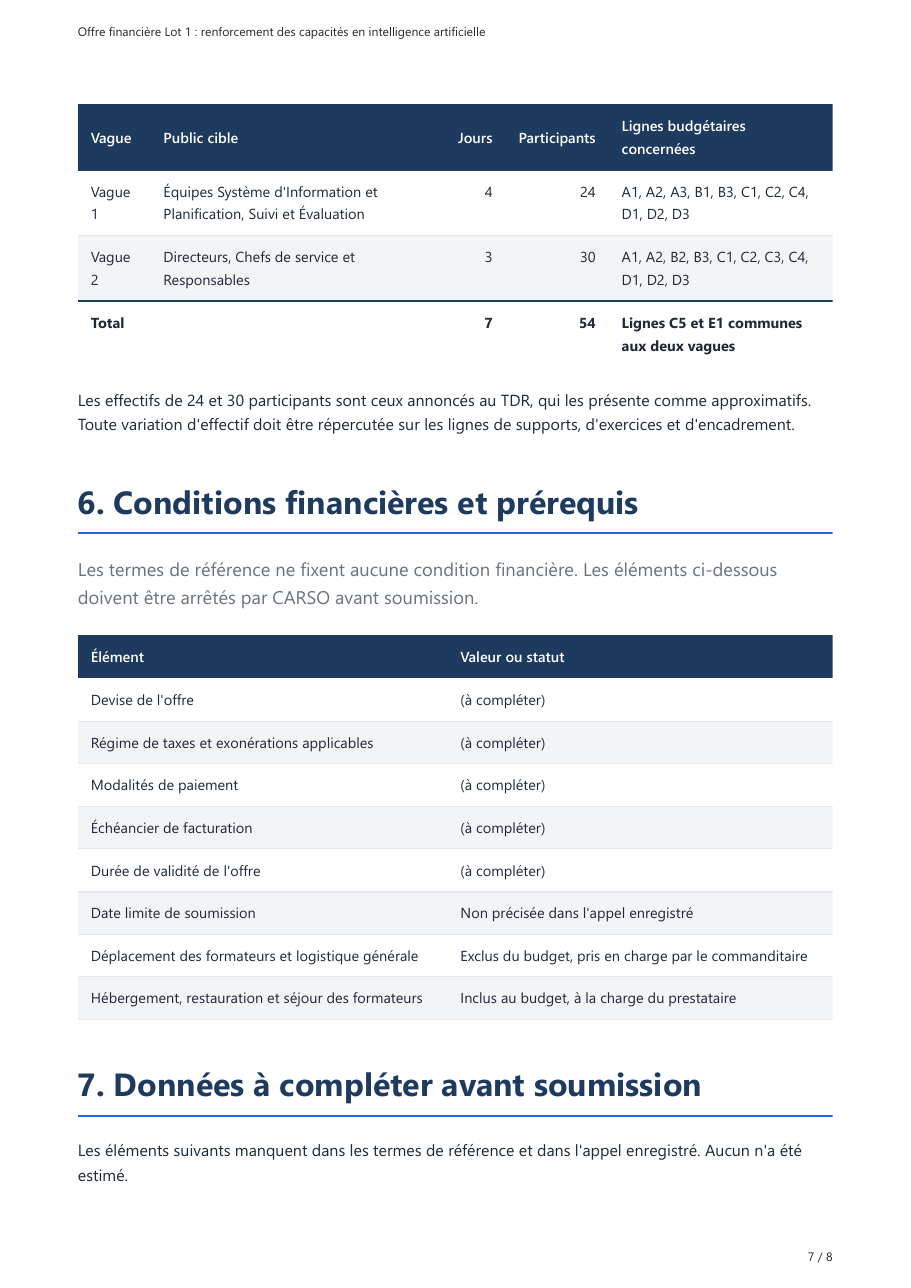 Offre financière Lot 1 : renforcement des capacités en intelligence artificielle
Vague Public cible Jours Participants Lignes budgétaires concernées
Vague 1 Équipes Système d'Information et Planification, Suivi et Évaluation 4 24 A1, A2, A3, B1, B3, C1, C2, C4, D1, D2, D3
Vague 2 Directeurs, Chefs de service et Responsables 3 30 A1, A2, B2, B3, C1, C2, C3, C4, D1, D2, D3
Total 7 54 Lignes C5 et E1 communes aux deux vagues
Les effectifs de 24 et 30 participants sont ceux annoncés au TDR, qui les présente comme approximatifs.
Toute variation d'effectif doit être répercutée sur les lignes de supports, d'exercices et d'encadrement.
6. Conditions financières et prérequis
Les termes de référence ne fixent aucune condition financière. Les éléments ci-dessous
doivent être arrêtés par CARSO avant soumission.
Élément Valeur ou statut
Devise de l'offre (à compléter)
Régime de taxes et exonérations applicables (à compléter)
Modalités de paiement (à compléter)
Échéancier de facturation (à compléter)
Durée de validité de l'offre (à compléter)
Date limite de soumission Non précisée dans l'appel enregistré
Déplacement des formateurs et logistique générale Exclus du budget, pris en charge par le commanditaire
Hébergement, restauration et séjour des formateurs Inclus au budget, à la charge du prestataire
7. Données à compléter avant soumission
Les éléments suivants manquent dans les termes de référence et dans l'appel enregistré. Aucun n'a été
estimé.
7 / 8